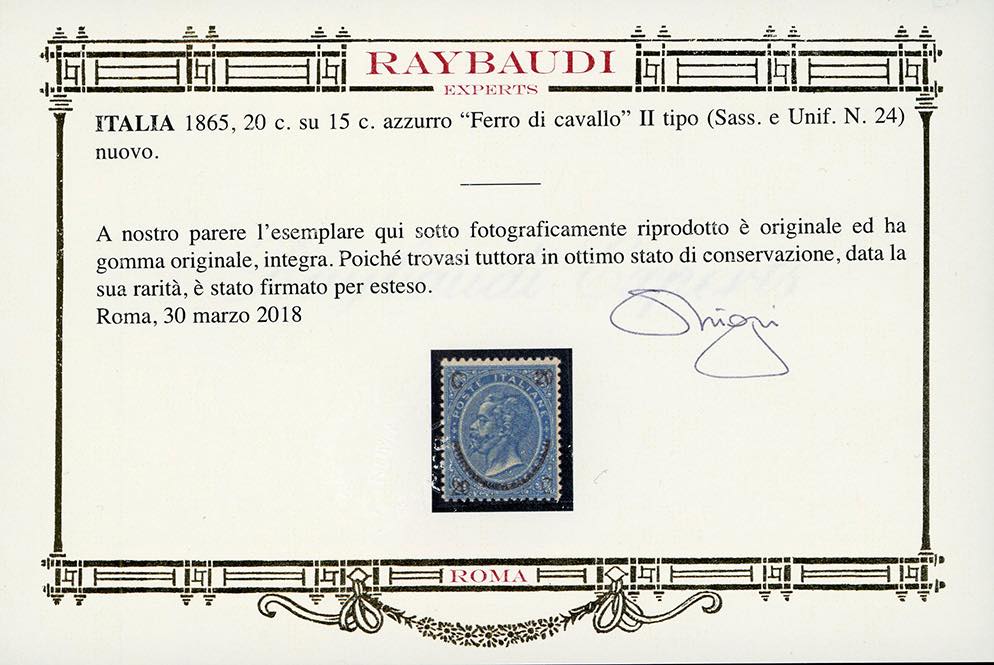 RAYBAUDI
EXPERTS
ITALIA 1865, 20 c. su 15 c. azzurro “Ferro di cavallo” II tipo (Sass. e Unif. N. 24)
nuovo.
A nostro parere l’esemplare qui sotto fotograficamente riprodotto è originale ed ha
gomma originale, integra. Poiché trovasi tuttora in ottimo stato di conservazione, data la
sua rarità, è stato firmato per esteso.
Roma, 30 marzo 2018
C 20
POSTE ITALIANE
20 C
ROMA